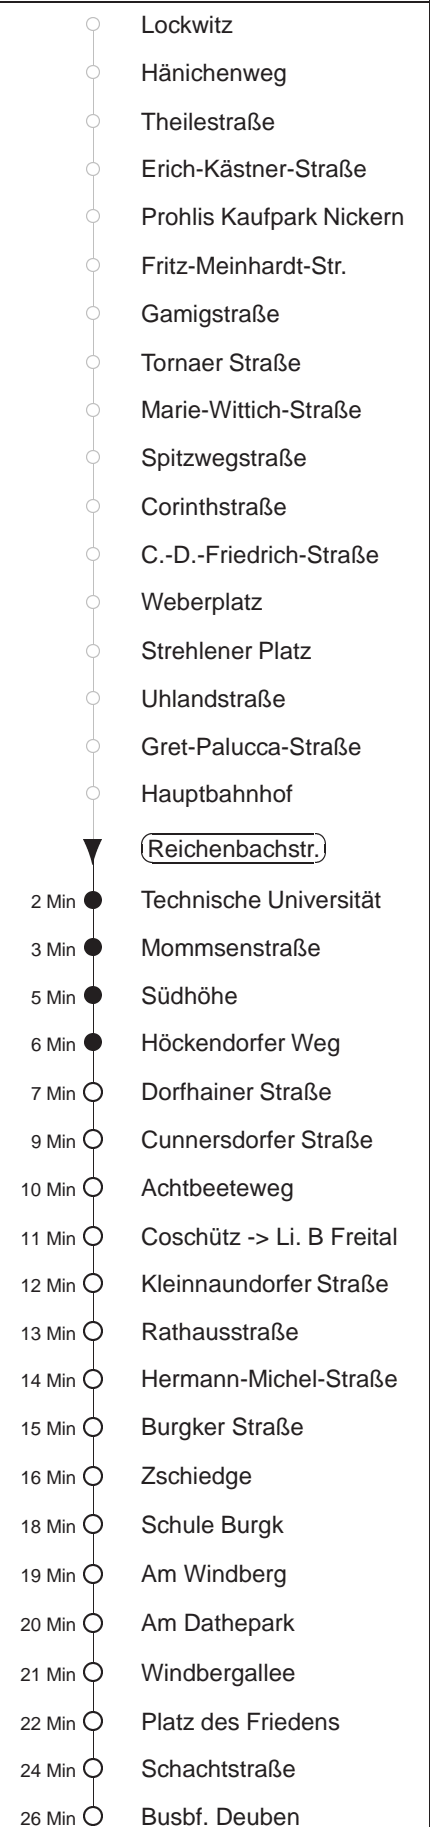 Lockwitz
Hänichenweg
Theilestraße
Erich-Kästner-Straße
Prohlis Kaufpark Nickern
Fritz-Meinhardt-Str.
Gamigstraße
Tornaer Straße
Marie-Wittich-Straße
Spitzwegstraße
Corinthstraße
C.-D.-Friedrich-Straße
Weberplatz
Strehlener Platz
Uhlandstraße
Gret-Palucca-Straße
Hauptbahnhof
Reichenbachstr.
2 Min Technische Universität
3 Min Mommsenstraße
5 Min Südhöhe
6 Min Höckendorfer Weg
7 Min Dorfhainer Straße
9 Min Cunnersdorfer Straße
10 Min Achtbeeteweg
11 Min Coschütz -> Li. B Freital
12 Min Kleinnaundorfer Straße
13 Min Rathausstraße
14 Min Hermann-Michel-Straße
15 Min Burgker Straße
16 Min Zschiedge
18 Min Schule Burgk
19 Min Am Windberg
20 Min Am Dathepark
21 Min Windbergallee
22 Min Platz des Friedens
24 Min Schachtstraße
26 Min Busbf. Deuben